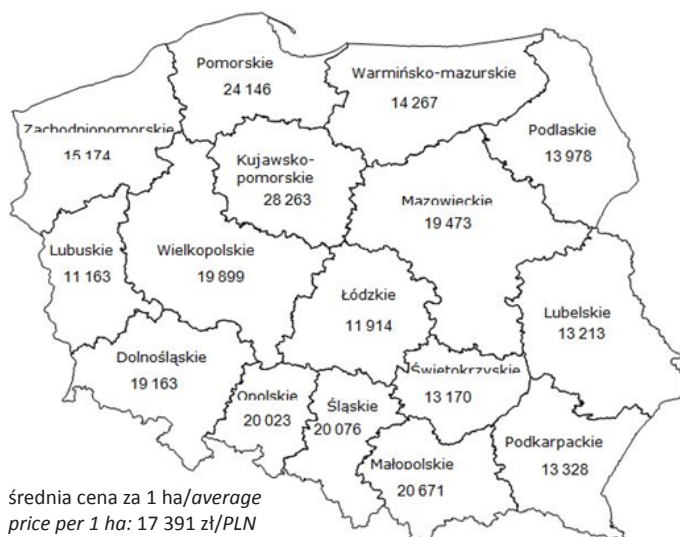 Pomorskie
24 146
Warmińsko-mazurskie
14 267
Zachodniopomorskie
15 174
Podlaskie
13 978
Kujawsko-
pomorskie
28 263
Mazowieckie
19 473
Lubuskie
11 163
Wielkopolskie
19 899
Łódzkie
11 914
Lubelskie
13 213
Dolnośląskie
19 163
Opolskie
20 023
Śląskie
20 076
Świętokrzyskie
13 170
Małopolskie
20 671
Podkarpackie
13 328
średnia cena za 1 ha/average
price per 1 ha: 17 391 zł/PLN